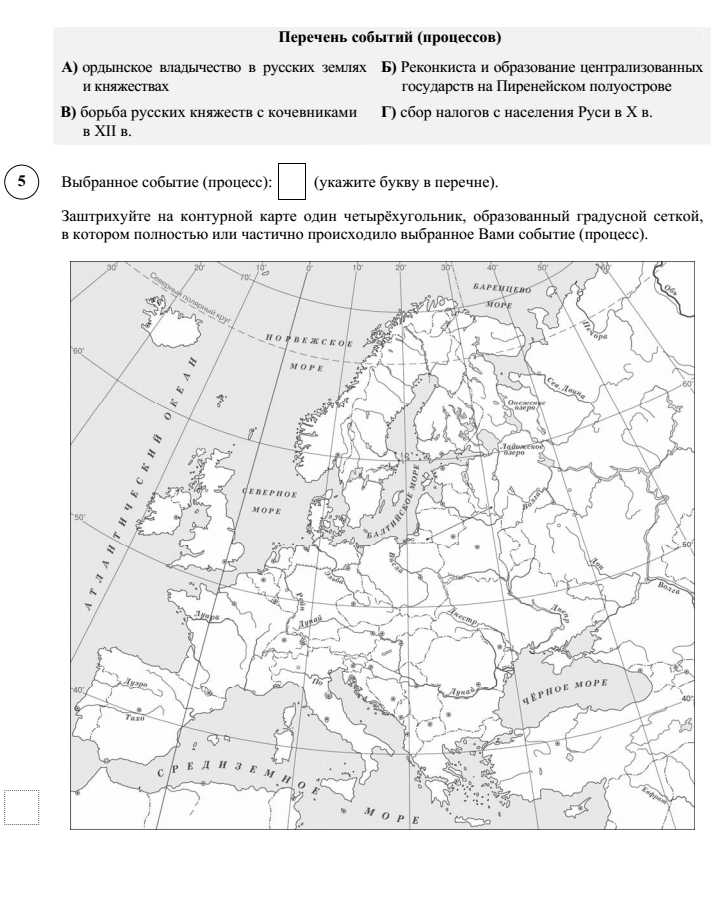 Перечень событий (процессов)
А) ордынское владычество в русских землях и княжествах
Б) Реконкиста и образование централизованных государств на Пиренейском полуострове
В) борьба русских княжеств с кочевниками в XII в.
Г) сбор налогов с населения Руси в X в.
5
Выбранное событие (процесс): (укажите букву в перечне).
Заштрихуйте на контурной карте один четырёхугольник, образованный градусной сеткой,
в котором полностью или частично происходило выбранное Вами событие (процесс).
30°
20°
10°
0°
10°
20°
30°
40°
50°
60°
70°
Северный полярный круг
БАРЕНЦЕВО
МОРЕ
Обь
Печора
НОРВЕЖСКОЕ
МОРЕ
60°
60°
Сев. Двина
Онежское
озеро
Ладожское
озеро
АТЛАНТИЧЕСКИЙ ОКЕАН
СЕВЕРНОЕ
МОРЕ
БАЛТИЙСКОЕ МОРЕ
Волга
50°
50°
Висла
Эльба
Дон
Волга
Рейн
Луара
Днестр
Днепр
Дунай
Дуэро
По
Дунай
ЧЁРНОЕ МОРЕ
40°
40°
Тахо
СРЕДИЗЕМНОЕ
МОРЕ
Евфрат